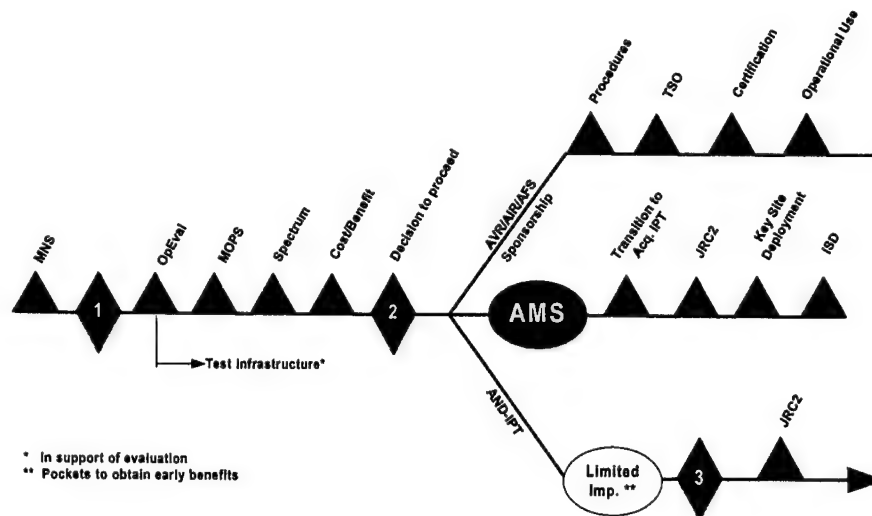 Procedures
TSO
Certification
Operational Use
AVR/AIR/AFS
Sponsorship
MNS
OpEval
MOPS
Spectrum
Cost/Benefit
Decision to proceed
Transition to
Acq. IPT
JRC2
Key Site
Deployment
ISD
1
2
AMS
Test Infrastructure*
AND-IPT
JRC2
Limited
Imp. **
3
* In support of evaluation
** Pockets to obtain early benefits